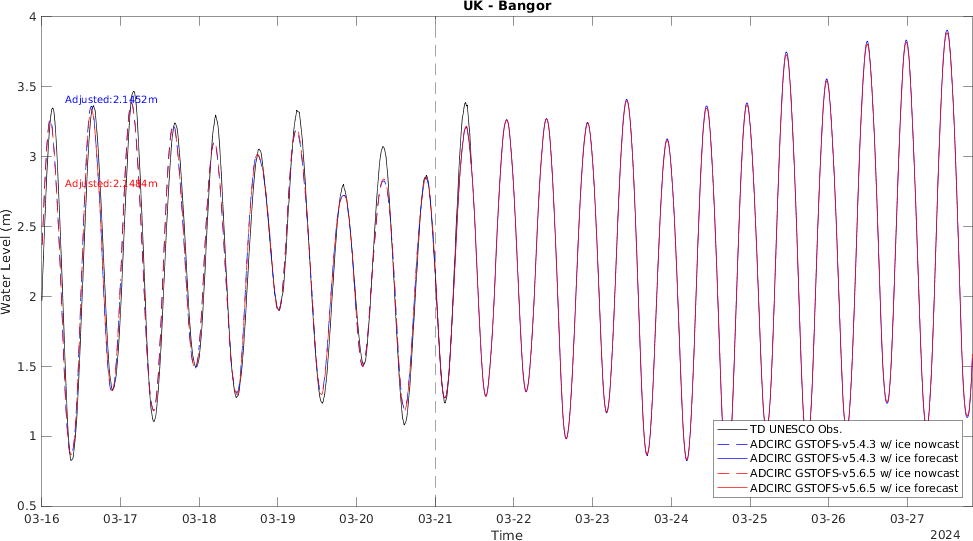 UK - Bangor
4
3.5
3
2.5
2
1.5
1
0.5
Water Level (m)
Adjusted:2.1452m
Adjusted:2.1484m
TD UNESCO Obs.
ADCIRC GSTOFS-v5.4.3 w/ ice nowcast
ADCIRC GSTOFS-v5.4.3 w/ ice forecast
ADCIRC GSTOFS-v5.6.5 w/ ice nowcast
ADCIRC GSTOFS-v5.6.5 w/ ice forecast
03-16 03-17 03-18 03-19 03-20 03-21 03-22 03-23 03-24 03-25 03-26 03-27
Time
2024